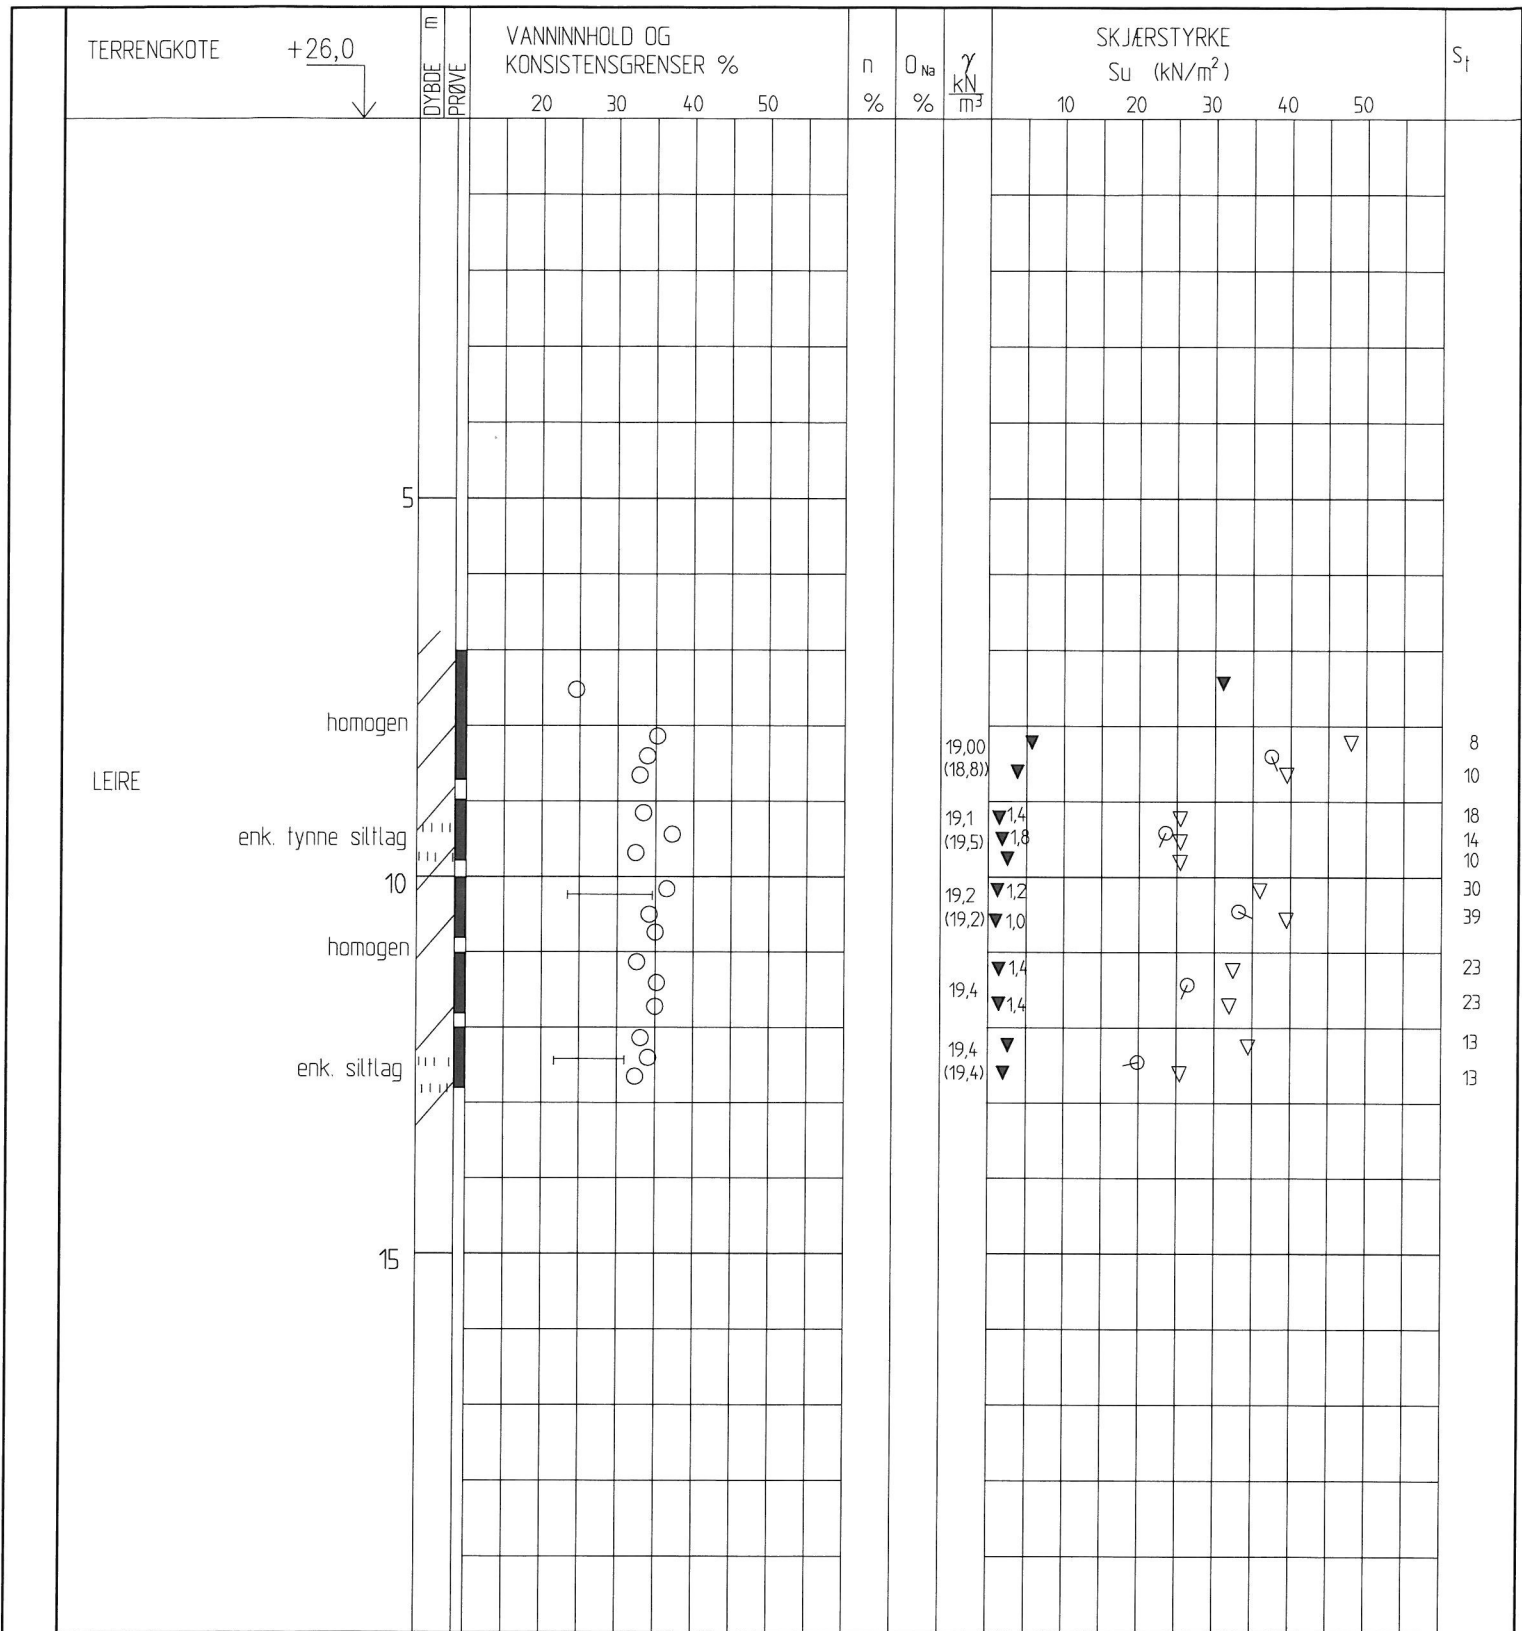 TERRENGKOTE +26,0
DYBDE m
PRØVE
VANNINNHOLD OG
KONSISTENSGRENSER %
20 30 40 50
n
%
O Na
%
γ
kN
m³
SKJÆRSTYRKE
Su (kN/m²)
10 20 30 40 50
St
5
homogen
19,00 8
(18,8)) 10
LEIRE
19,1 1,4 18
enk. tynne siltlag (19,5) 1,8 14
10
10 19,2 1,2 30
(19,2) 1,0 39
homogen
1,4 23
19,4
1,4 23
19,4 13
enk. siltlag (19,4) 13
15